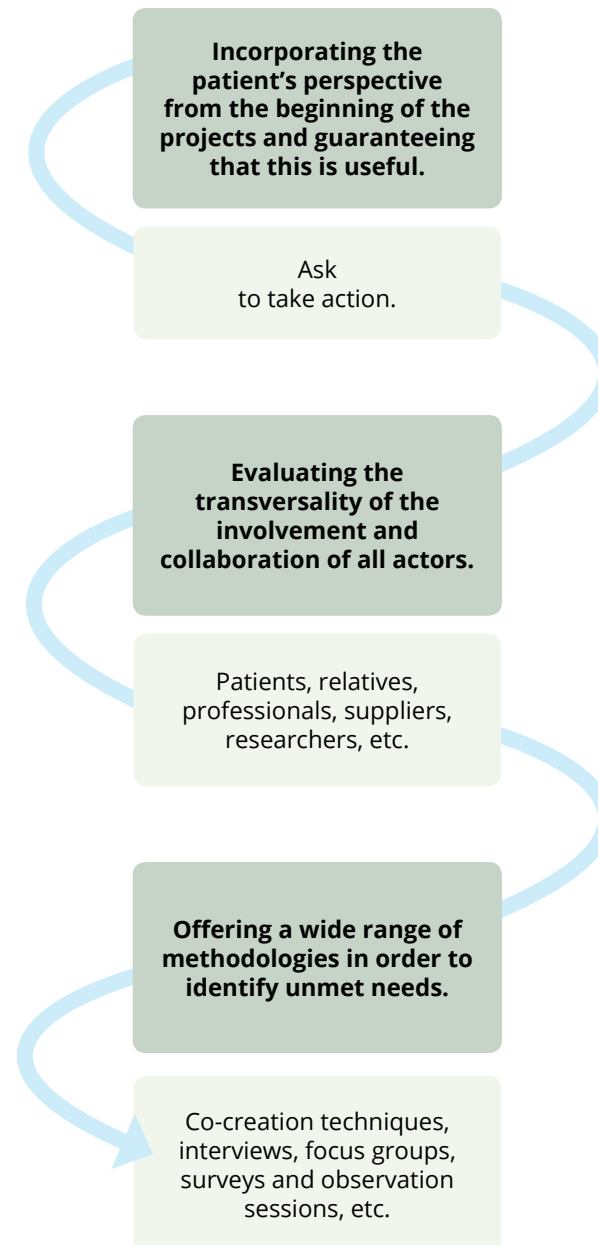 Incorporating the
patient’s perspective
from the beginning of the
projects and guaranteeing
that this is useful.
Ask
to take action.
Evaluating the
transversality of the
involvement and
collaboration of all actors.
Patients, relatives,
professionals, suppliers,
researchers, etc.
Offering a wide range of
methodologies in order to
identify unmet needs.
Co-creation techniques,
interviews, focus groups,
surveys and observation
sessions, etc.